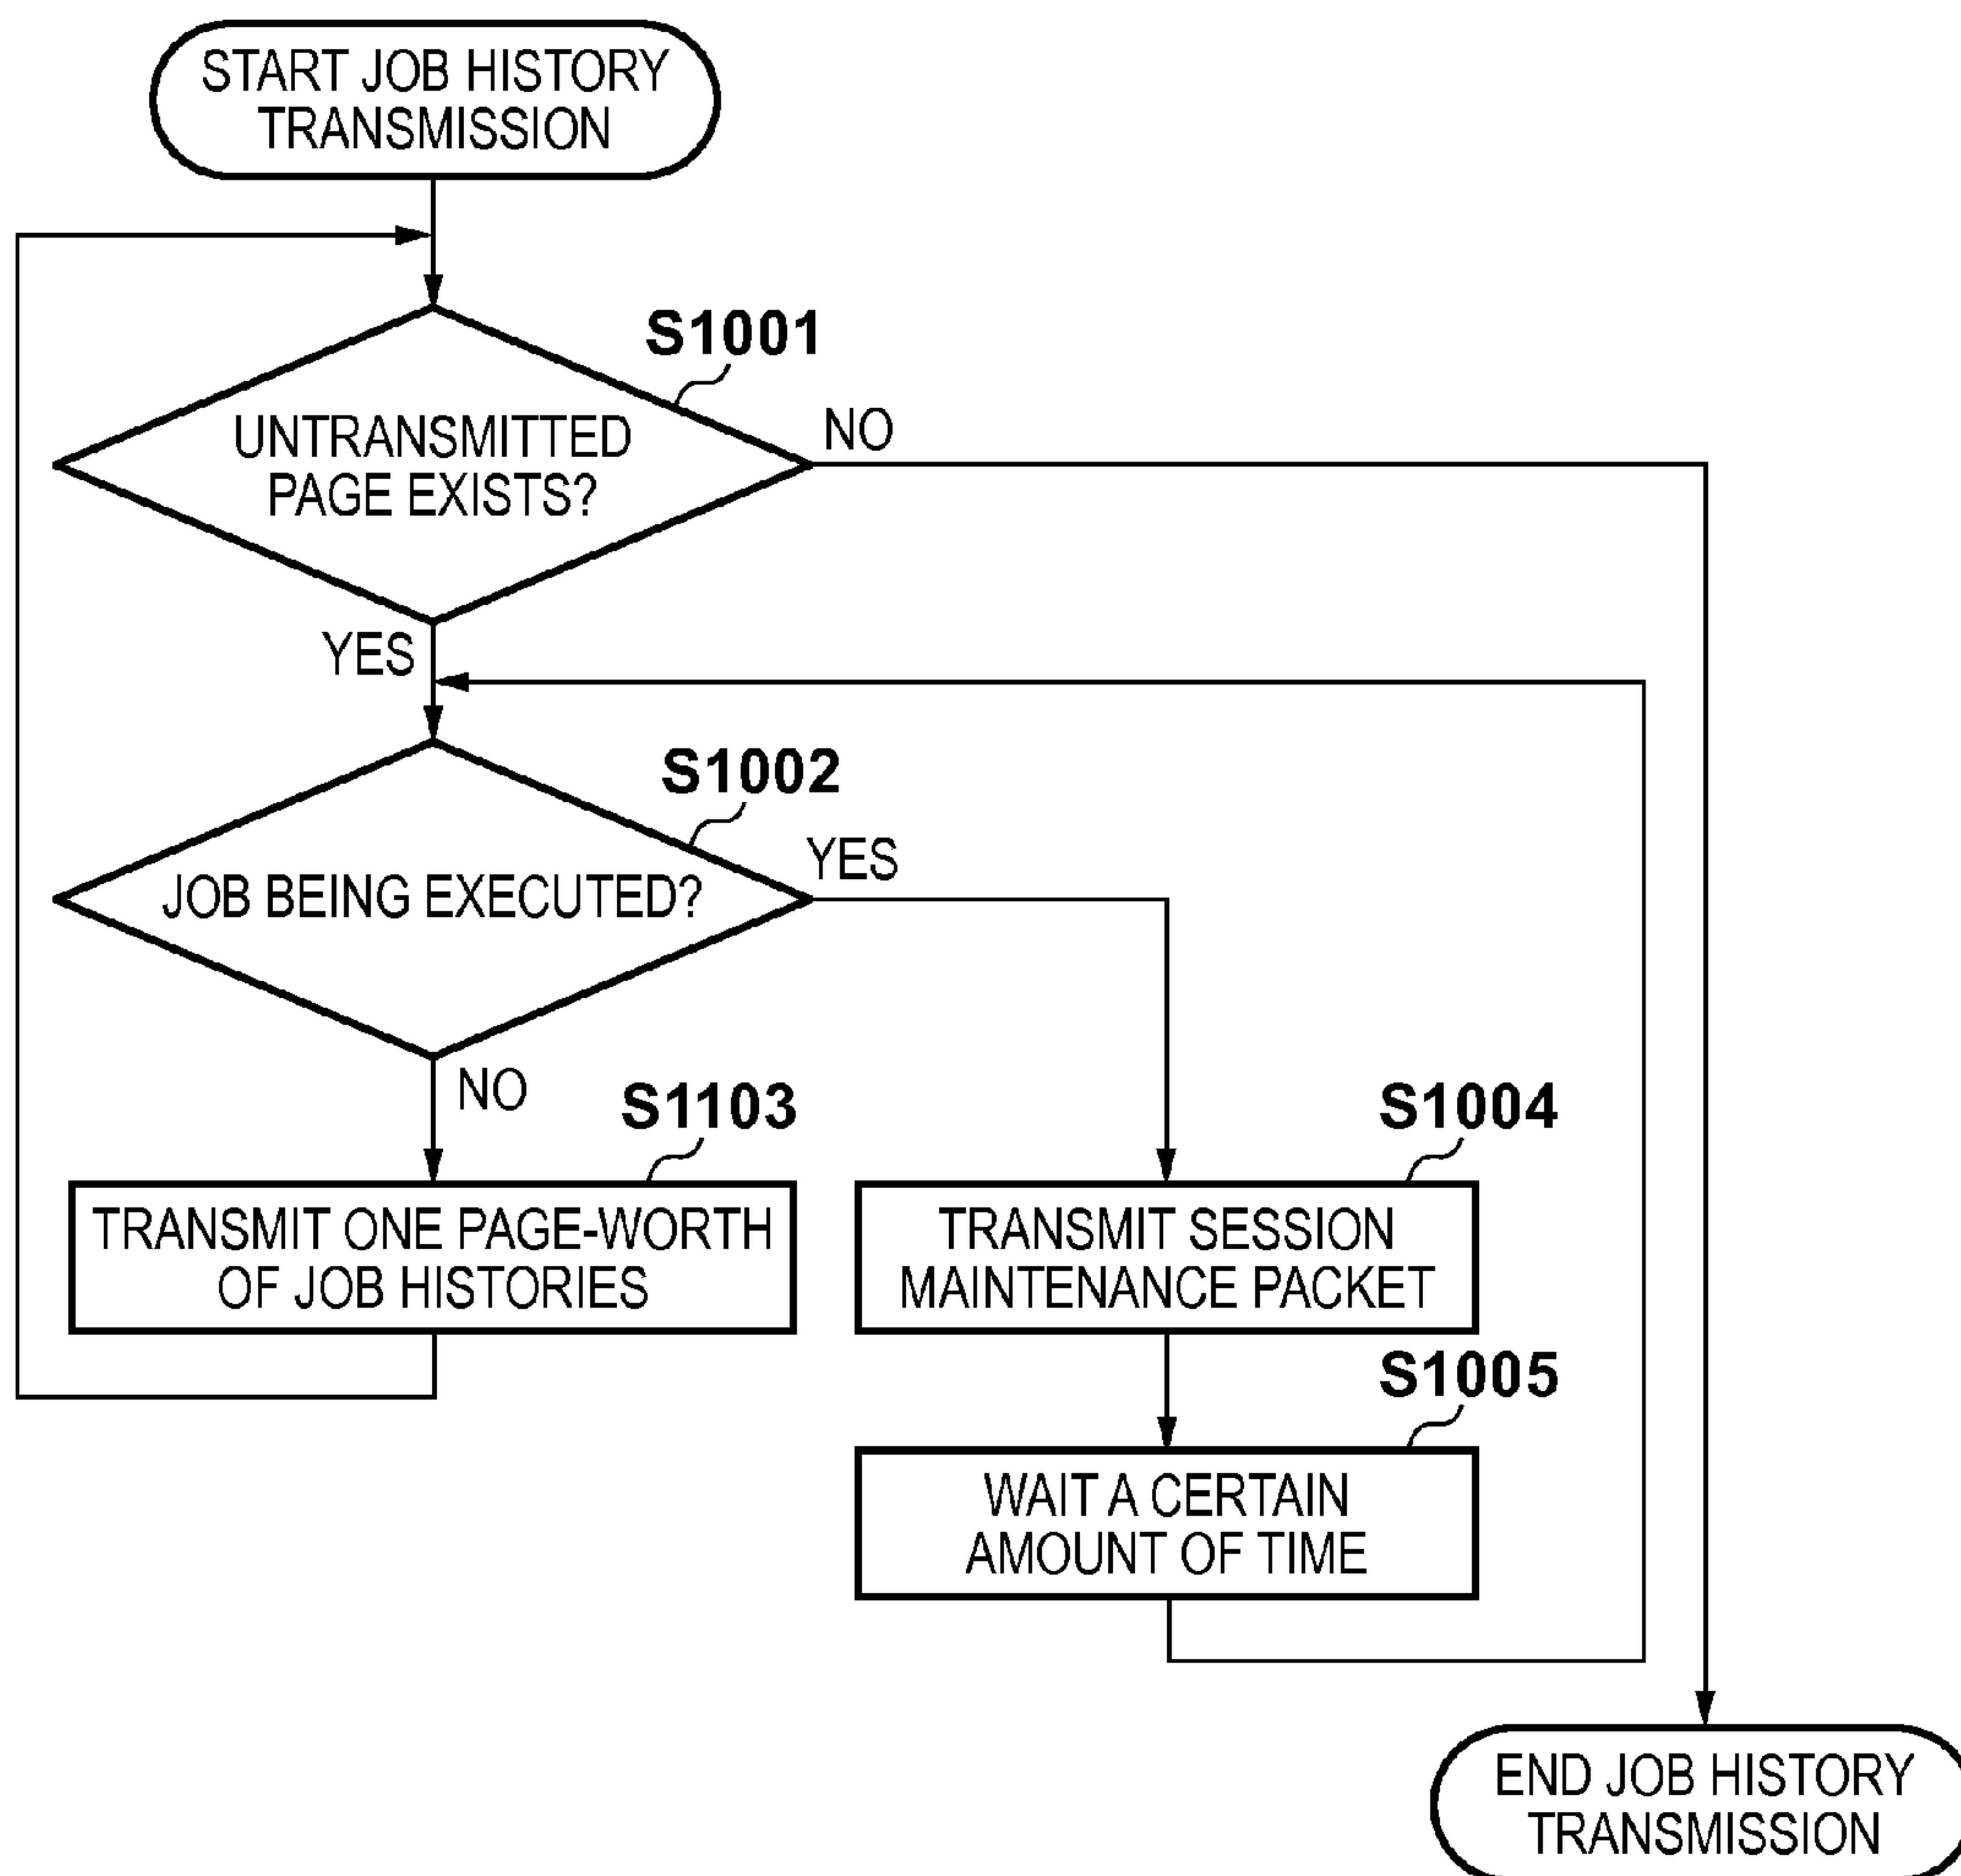 START JOB HISTORY
TRANSMISSION
S1001
UNTRANSMITTED
PAGE EXISTS?
NO
YES
S1002
JOB BEING EXECUTED?
YES
NO
S1103
TRANSMIT ONE PAGE-WORTH
OF JOB HISTORIES
S1004
TRANSMIT SESSION
MAINTENANCE PACKET
S1005
WAIT A CERTAIN
AMOUNT OF TIME
END JOB HISTORY
TRANSMISSION